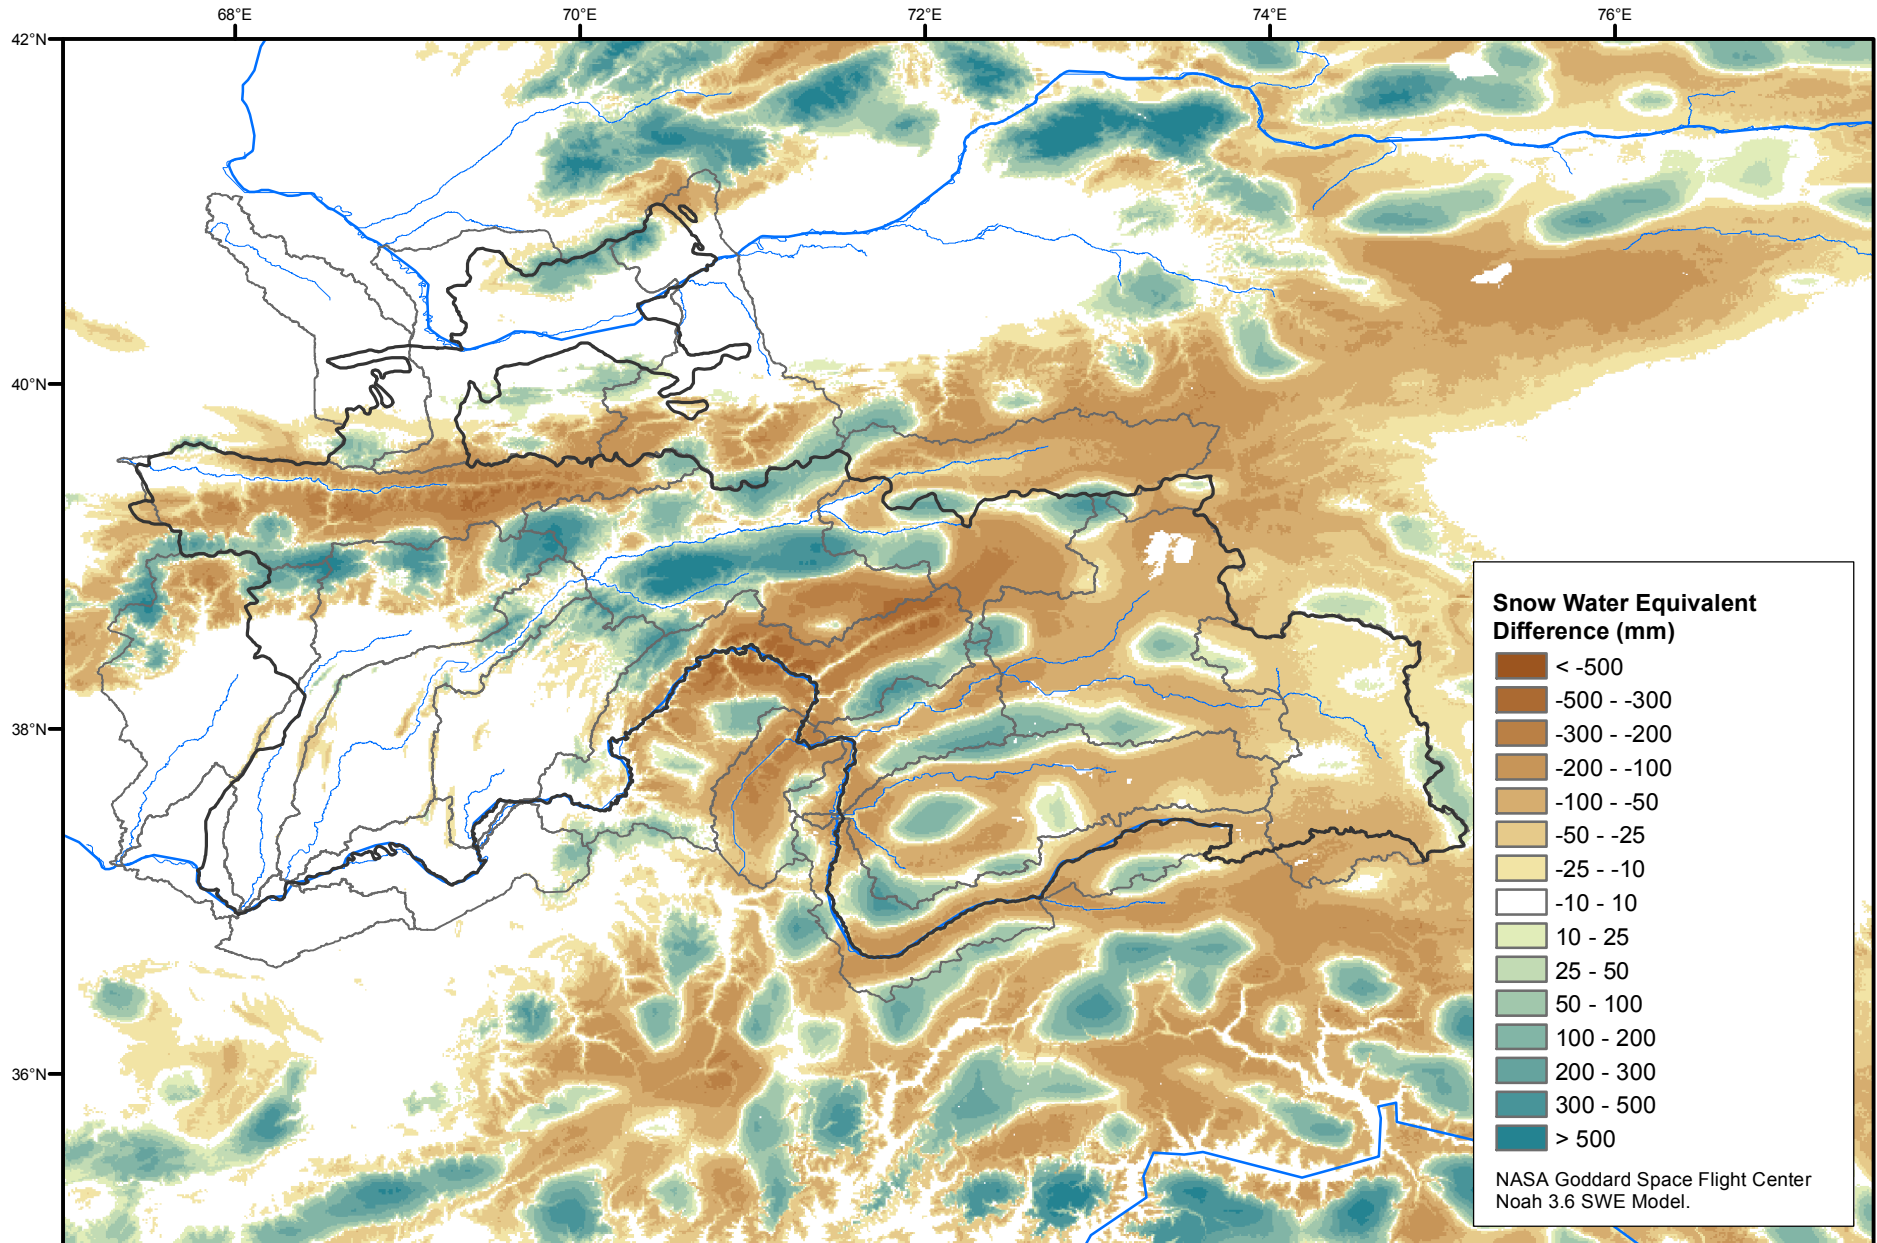 68°E
70°E
72°E
74°E
76°E
42°N
40°N
38°N
36°N
Snow Water Equivalent
Difference (mm)
< -500
-500 - -300
-300 - -200
-200 - -100
-100 - -50
-50 - -25
-25 - -10
-10 - 10
10 - 25
25 - 50
50 - 100
100 - 200
200 - 300
300 - 500
> 500
NASA Goddard Space Flight Center
Noah 3.6 SWE Model.